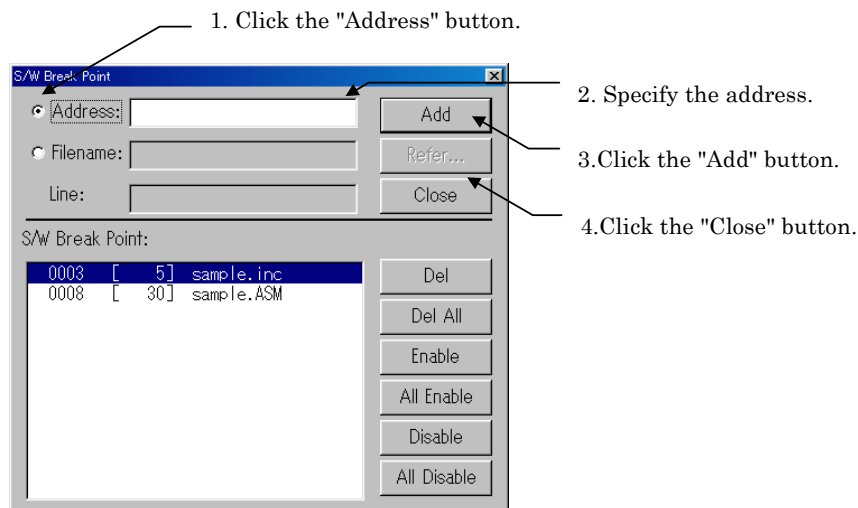 1. Click the "Address" button.
S/W Break Point
2. Specify the address.
Address:
Add
3.Click the "Add" button.
Filename:
Refer...
Line:
Close
4.Click the "Close" button.
S/W Break Point:
0003 [ 5] sample.inc
0008 [ 30] sample.ASM
Del
Del All
Enable
All Enable
Disable
All Disable